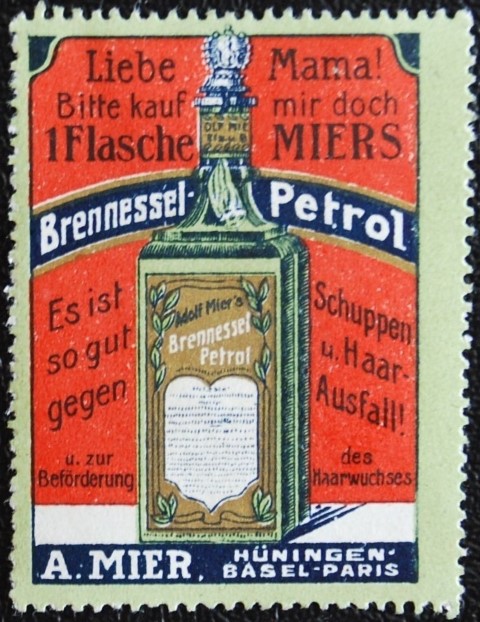 Liebe Mama!
Bitte kauf mir doch
1 Flasche MIERS
Brennessel-Petrol
Es ist
so gut
gegen
Schuppen
u. Haar-
Ausfall!
u. zur
Beförderung
des
Haarwuchses
Adolf Mier's
Brennessel
Petrol
A. MIER, HÜNINGEN-
BASEL-PARIS